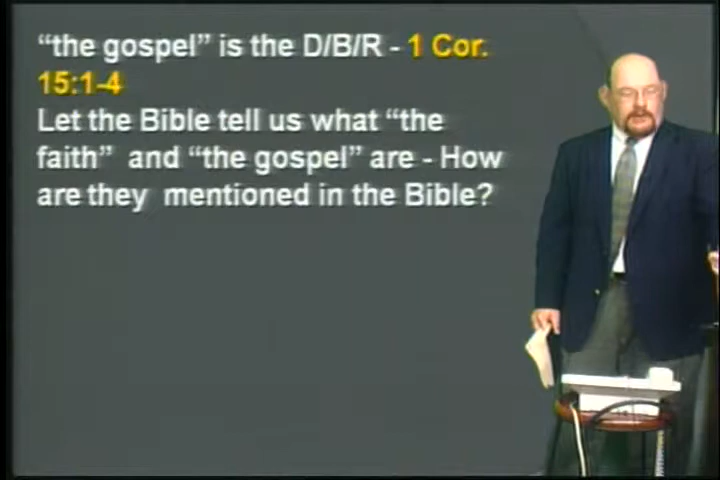 “the gospel” is the D/B/R - 1 Cor.
15:1-4
Let the Bible tell us what “the
faith”  and “the gospel” are - How
are they  mentioned in the Bible?